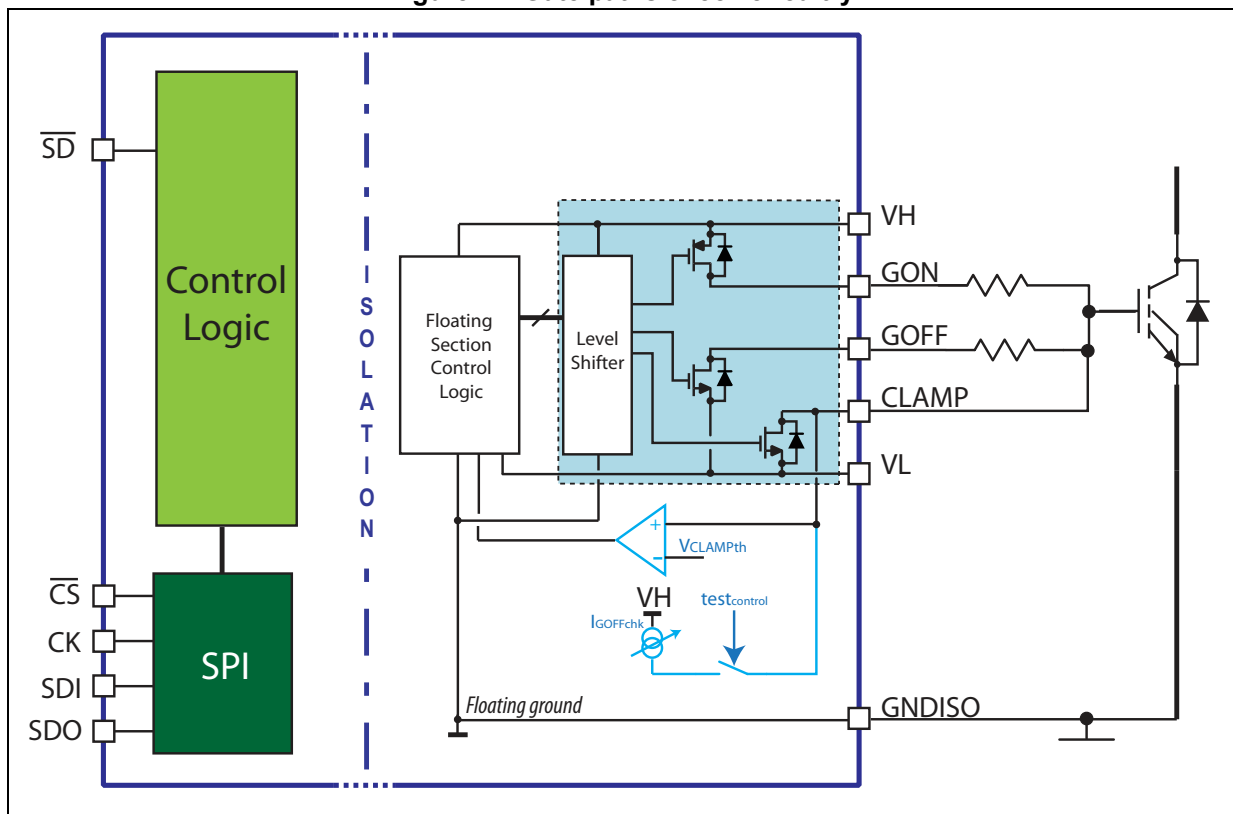 SD
Control
Logic
ISOLATION
Floating
Section
Control
Logic
Level
Shifter
VH
GON
GOFF
CLAMP
VL
+
VCLAMPth
−
VH
testcontrol
IGOFFchk
CS
CK
SDI
SDO
SPI
Floating ground
GNDISO